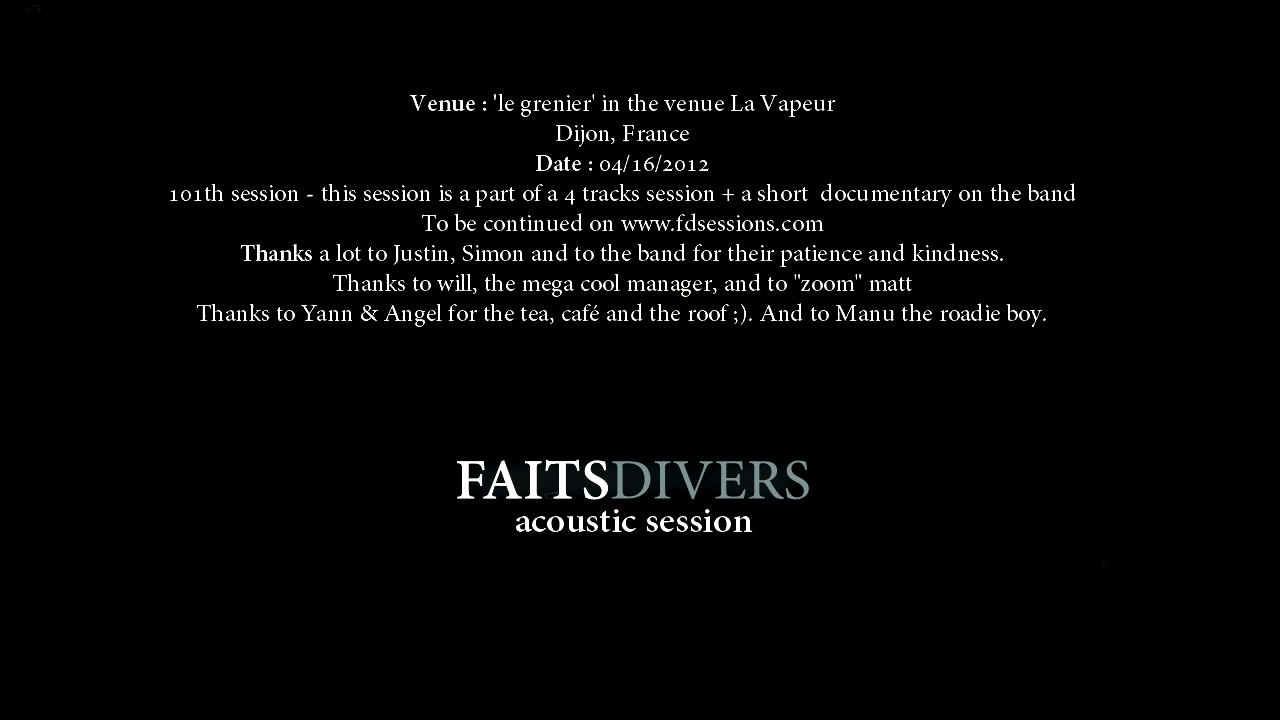 Venue : 'le grenier' in the venue La Vapeur
Dijon, France
Date : 04/16/2012
101th session - this session is a part of a 4 tracks session + a short  documentary on the band
To be continued on www.fdsessions.com
Thanks a lot to Justin, Simon and to the band for their patience and kindness.
Thanks to will, the mega cool manager, and to "zoom" matt
Thanks to Yann & Angel for the tea, café and the roof ;). And to Manu the roadie boy.
FAITSDIVERS
acoustic session